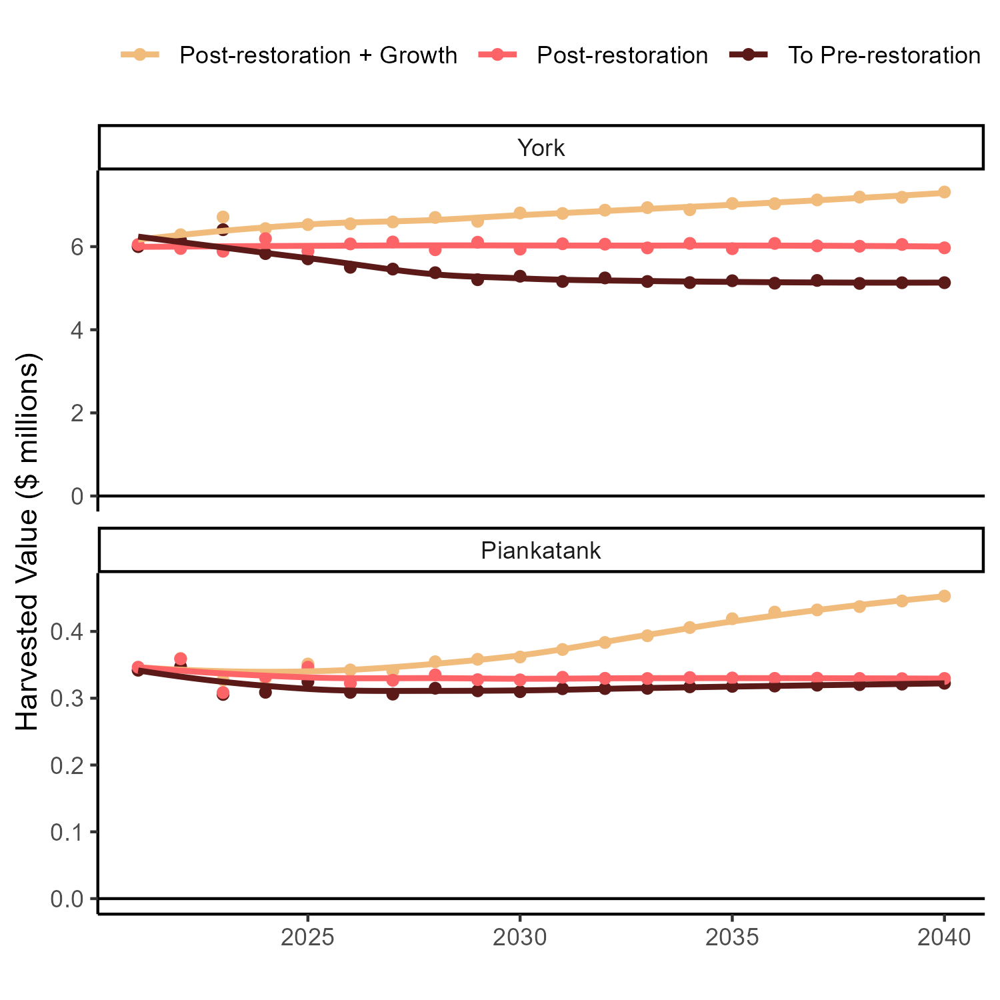 Post-restoration + Growth Post-restoration To Pre-restoration
York
6
4
2
0
Harvested Value ($ millions)
Piankatank
0.4
0.3
0.2
0.1
0.0
2025 2030 2035 2040